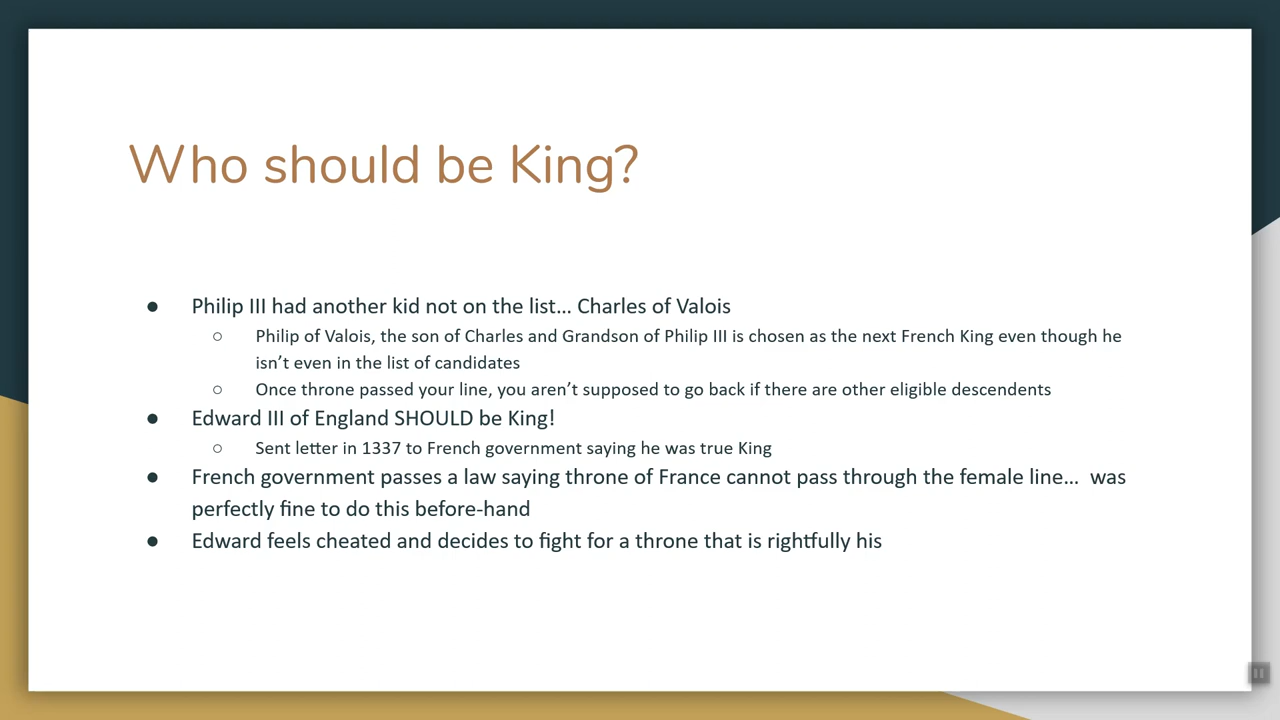 Who should be King?
● Philip III had another kid not on the list… Charles of Valois
○ Philip of Valois, the son of Charles and Grandson of Philip III is chosen as the next French King even though he
isn’t even in the list of candidates
○ Once throne passed your line, you aren’t supposed to go back if there are other eligible descendents
● Edward III of England SHOULD be King!
○ Sent letter in 1337 to French government saying he was true King
● French government passes a law saying throne of France cannot pass through the female line…  was
perfectly fine to do this before-hand
● Edward feels cheated and decides to fight for a throne that is rightfully his